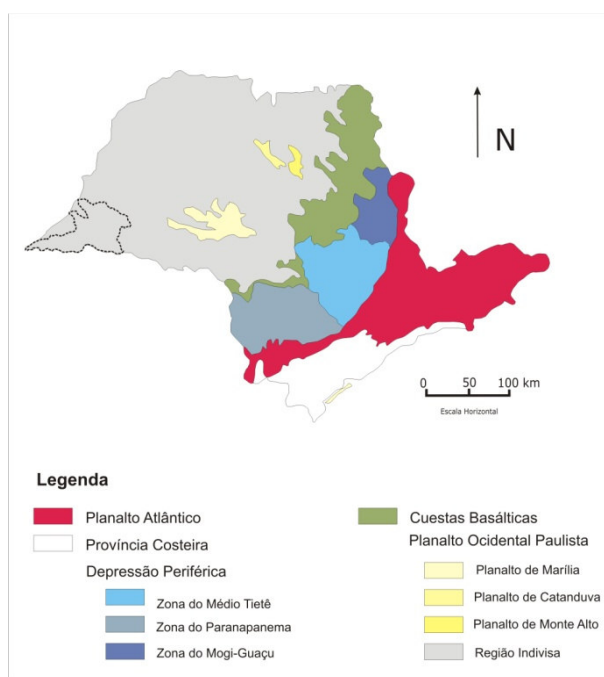 N
0 50 100 km
Escala Horizontal
Legenda
Planalto Atlântico
Província Costeira
Depressão Periférica
Zona do Médio Tietê
Zona do Paranapanema
Zona do Mogi-Guaçu
Cuestas Basálticas
Planalto Ocidental Paulista
Planalto de Marília
Planalto de Catanduva
Planalto de Monte Alto
Região Indivisa